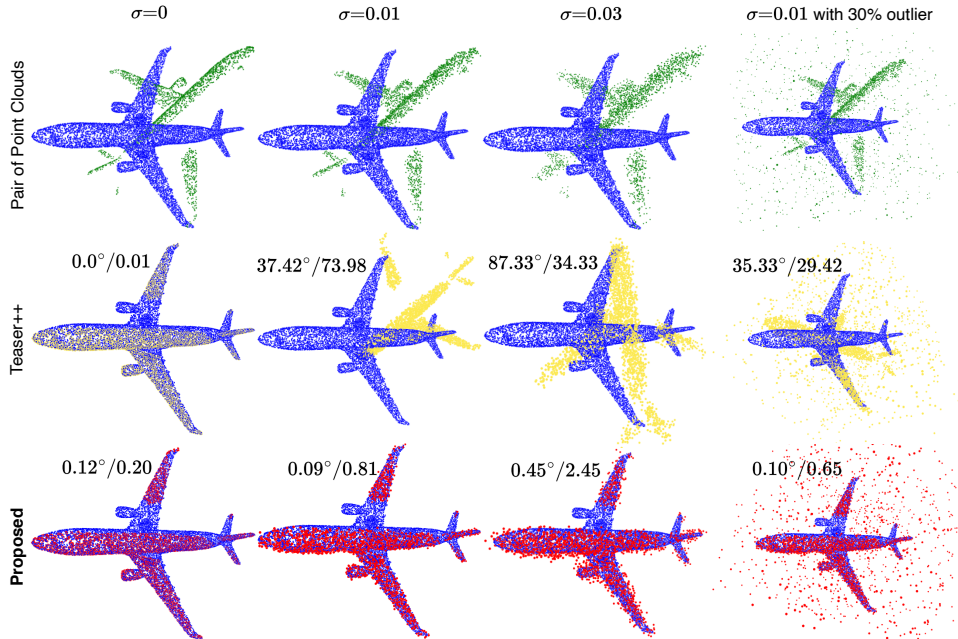 σ=0 σ=0.01 σ=0.03 σ=0.01 with 30% outlier
Pair of Point Clouds
Teaser++
0.0°/0.01 37.42°/73.98 87.33°/34.33 35.33°/29.42
Proposed
0.12°/0.20 0.09°/0.81 0.45°/2.45 0.10°/0.65